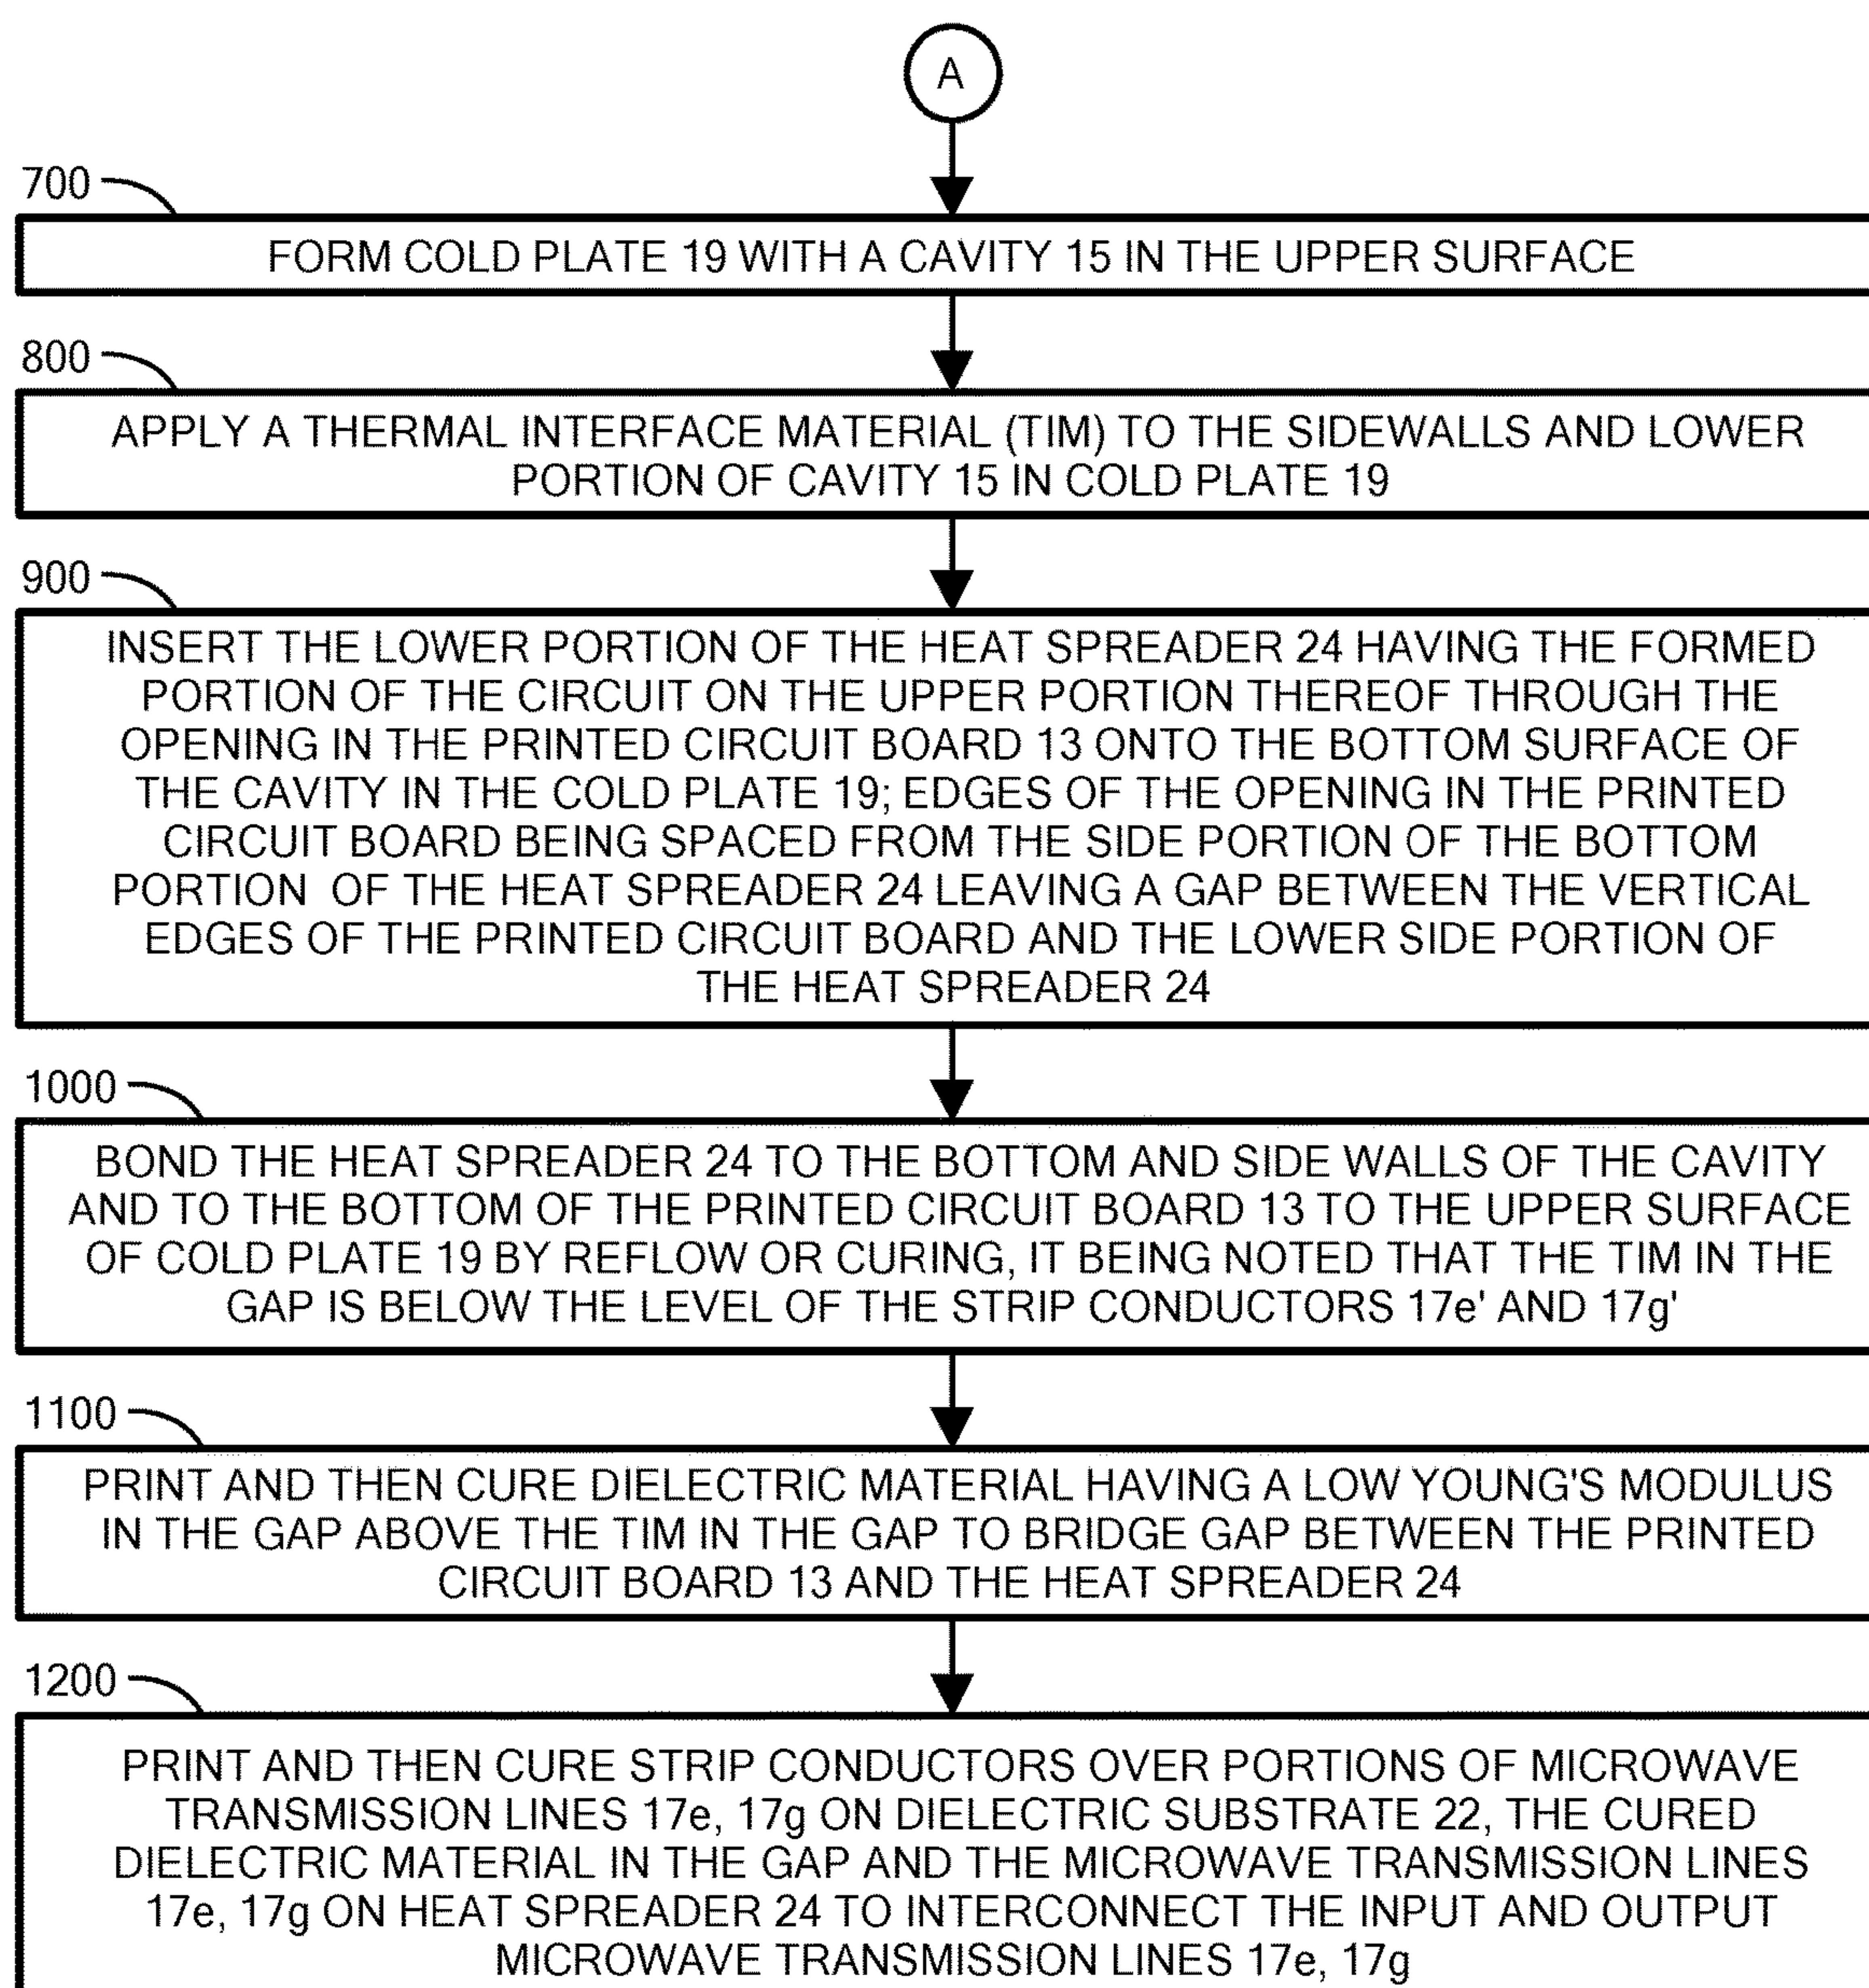 A
700
FORM COLD PLATE 19 WITH A CAVITY 15 IN THE UPPER SURFACE
800
APPLY A THERMAL INTERFACE MATERIAL (TIM) TO THE SIDEWALLS AND LOWER
PORTION OF CAVITY 15 IN COLD PLATE 19
900
INSERT THE LOWER PORTION OF THE HEAT SPREADER 24 HAVING THE FORMED
PORTION OF THE CIRCUIT ON THE UPPER PORTION THEREOF THROUGH THE
OPENING IN THE PRINTED CIRCUIT BOARD 13 ONTO THE BOTTOM SURFACE OF
THE CAVITY IN THE COLD PLATE 19; EDGES OF THE OPENING IN THE PRINTED
CIRCUIT BOARD BEING SPACED FROM THE SIDE PORTION OF THE BOTTOM
PORTION OF THE HEAT SPREADER 24 LEAVING A GAP BETWEEN THE VERTICAL
EDGES OF THE PRINTED CIRCUIT BOARD AND THE LOWER SIDE PORTION OF
THE HEAT SPREADER 24
1000
BOND THE HEAT SPREADER 24 TO THE BOTTOM AND SIDE WALLS OF THE CAVITY
AND TO THE BOTTOM OF THE PRINTED CIRCUIT BOARD 13 TO THE UPPER SURFACE
OF COLD PLATE 19 BY REFLOW OR CURING, IT BEING NOTED THAT THE TIM IN THE
GAP IS BELOW THE LEVEL OF THE STRIP CONDUCTORS 17e' AND 17g'
1100
PRINT AND THEN CURE DIELECTRIC MATERIAL HAVING A LOW YOUNG'S MODULUS
IN THE GAP ABOVE THE TIM IN THE GAP TO BRIDGE GAP BETWEEN THE PRINTED
CIRCUIT BOARD 13 AND THE HEAT SPREADER 24
1200
PRINT AND THEN CURE STRIP CONDUCTORS OVER PORTIONS OF MICROWAVE
TRANSMISSION LINES 17e, 17g ON DIELECTRIC SUBSTRATE 22, THE CURED
DIELECTRIC MATERIAL IN THE GAP AND THE MICROWAVE TRANSMISSION LINES
17e, 17g ON HEAT SPREADER 24 TO INTERCONNECT THE INPUT AND OUTPUT
MICROWAVE TRANSMISSION LINES 17e, 17g